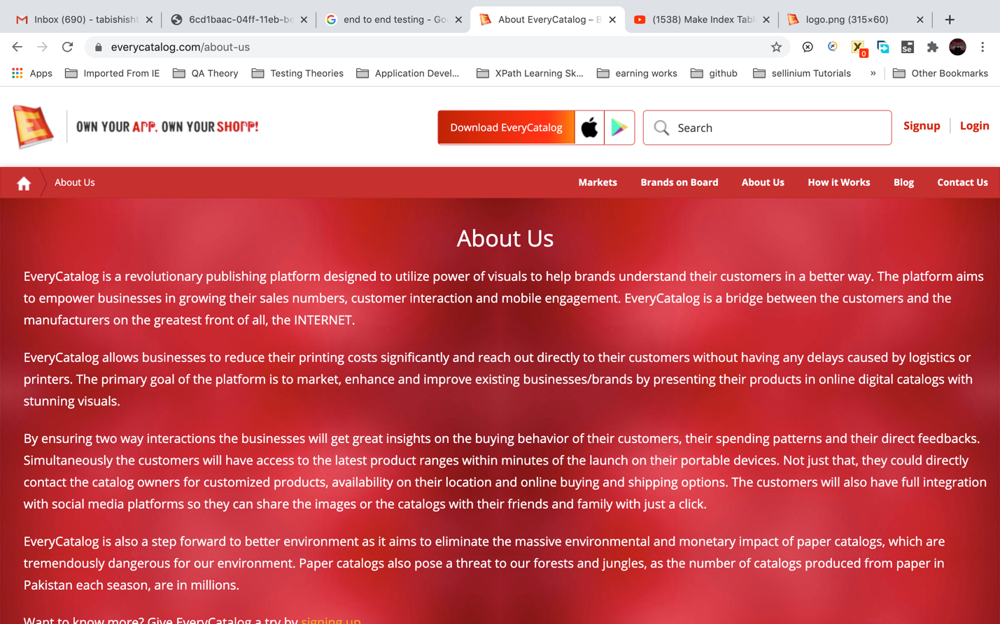 Inbox (690) - tabishisht
6cd1baac-04ff-11eb-be
end to end testing - Goo
About EveryCatalog – B
(1538) Make Index Tabl
logo.png (315×60)
everycatalog.com/about-us
0
Se
Apps
Imported From IE
QA Theory
Testing Theories
Application Devel...
XPath Learning Sk...
earning works
github
sellinium Tutorials
»
Other Bookmarks
E
OWN YOUR APP, OWN YOUR SHOPP!
Download EveryCatalog
Search
Signup
Login
About Us
Markets
Brands on Board
About Us
How it Works
Blog
Contact Us
About Us
EveryCatalog is a revolutionary publishing platform designed to utilize power of visuals to help brands understand their customers in a better way. The platform aims
to empower businesses in growing their sales numbers, customer interaction and mobile engagement. EveryCatalog is a bridge between the customers and the
manufacturers on the greatest front of all, the INTERNET.
EveryCatalog allows businesses to reduce their printing costs significantly and reach out directly to their customers without having any delays caused by logistics or
printers. The primary goal of the platform is to market, enhance and improve existing businesses/brands by presenting their products in online digital catalogs with
stunning visuals.
By ensuring two way interactions the businesses will get great insights on the buying behavior of their customers, their spending patterns and their direct feedbacks.
Simultaneously the customers will have access to the latest product ranges within minutes of the launch on their portable devices. Not just that, they could directly
contact the catalog owners for customized products, availability on their location and online buying and shipping options. The customers will also have full integration
with social media platforms so they can share the images or the catalogs with their friends and family with just a click.
EveryCatalog is also a step forward to better environment as it aims to eliminate the massive environmental and monetary impact of paper catalogs, which are
tremendously dangerous for our environment. Paper catalogs also pose a threat to our forests and jungles, as the number of catalogs produced from paper in
Pakistan each season, are in millions.
Want to know more? Give EveryCatalog a try by signing up